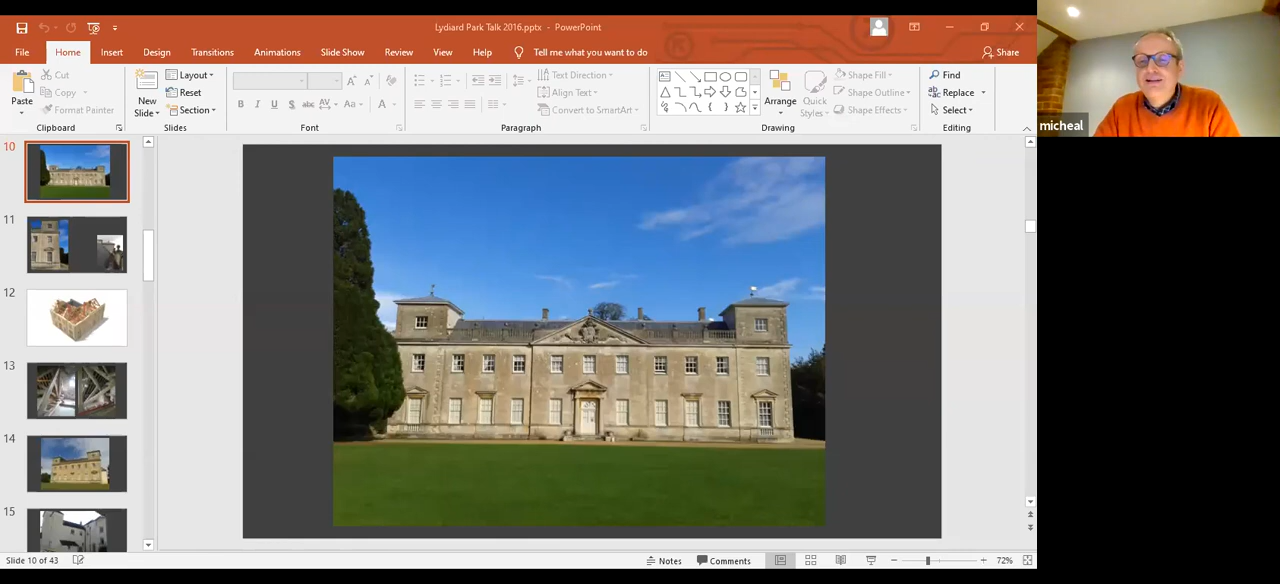 Lydiard Park Talk 2016.pptx - PowerPoint
File Home Insert Design Transitions Animations Slide Show Review View Help Tell me what you want to do Share
Paste
Cut
Copy
Format Painter
Clipboard
New Slide
Layout
Reset
Section
Slides
B I U S abc AV Aa A
Font
Text Direction
Align Text
Convert to SmartArt
Paragraph
Arrange
Quick Styles
Shape Fill
Shape Outline
Shape Effects
Drawing
Find
Replace
Select
Editing
micheal
10
11
12
13
14
15
Slide 10 of 43
Notes
Comments
72%